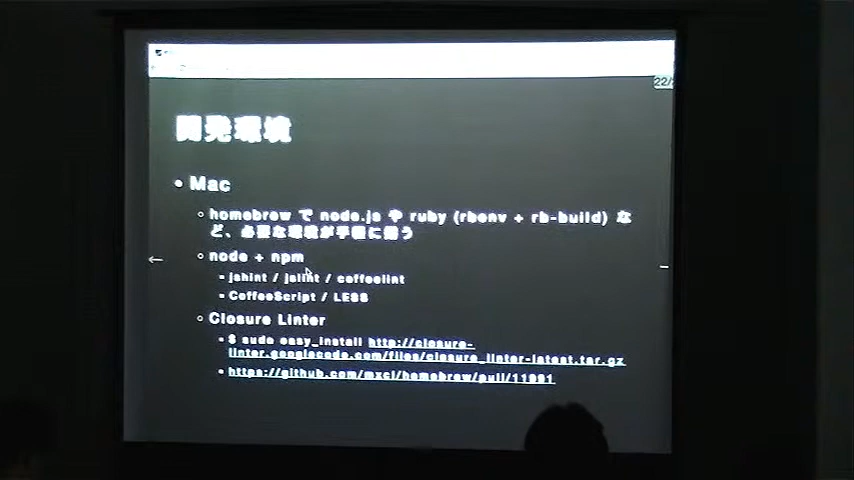 22/
開発環境
Mac
homebrew で node.js や ruby (rbenv + rb-build) な
ど、必要な環境が手軽に揃う
node + npm
jshint / jslint / coffeelint
CoffeeScript / LESS
Closure Linter
$ sudo easy_install http://closure-
linter.googlecode.com/files/closure_linter-latest.tar.gz
https://github.com/mxcl/homebrew/pull/11991